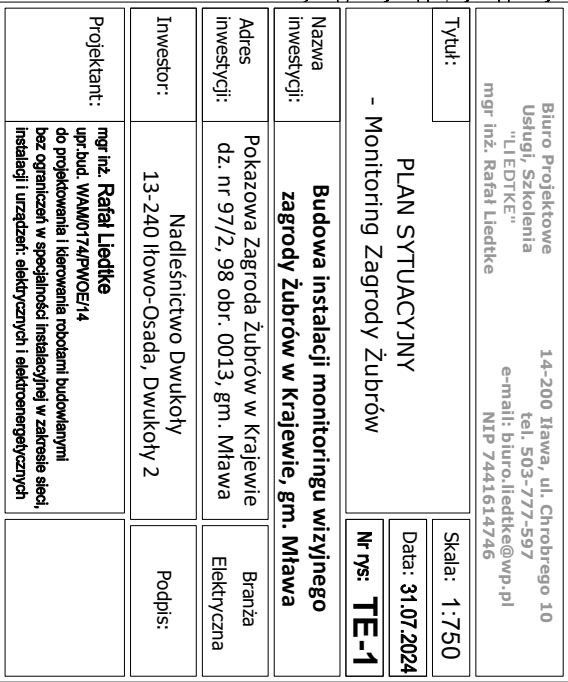 Biuro Projektowe
Usługi, Szkolenia
"LIEDTKE"
mgr inż. Rafał Liedtke
14-200 Iława, ul. Chrobrego 10
tel. 503-777-597
e-mail: biuro.liedtke@wp.pl
NIP 7441614746
Tytuł:
Skala: 1:750
PLAN SYTUACYJNY
- Monitoring Zagrody Żubrów
Data: 31.07.2024
Nr rys: TE-1
Nazwa
inwestycji:
Budowa instalacji monitoringu wizyjnego
zagrody Żubrów w Krajewie, gm. Mława
Adres
inwestycji:
Pokazowa Zagroda Żubrów w Krajewie
dz. nr 97/2, 98 obr. 0013, gm. Mława
Branża
Elektryczna
Inwestor:
Nadleśnictwo Dwukoły
13-240 Iłowo-Osada, Dwukoły 2
Podpis:
Projektant:
mgr inż. Rafał Liedtke
upr.bud. WAM/0174/PWOE/14
do projektowania i kierowania robotami budowlanymi
bez ograniczeń w specjalności instalacyjnej w zakresie sieci,
instalacji i urządzeń: elektrycznych i elektroenergetycznych